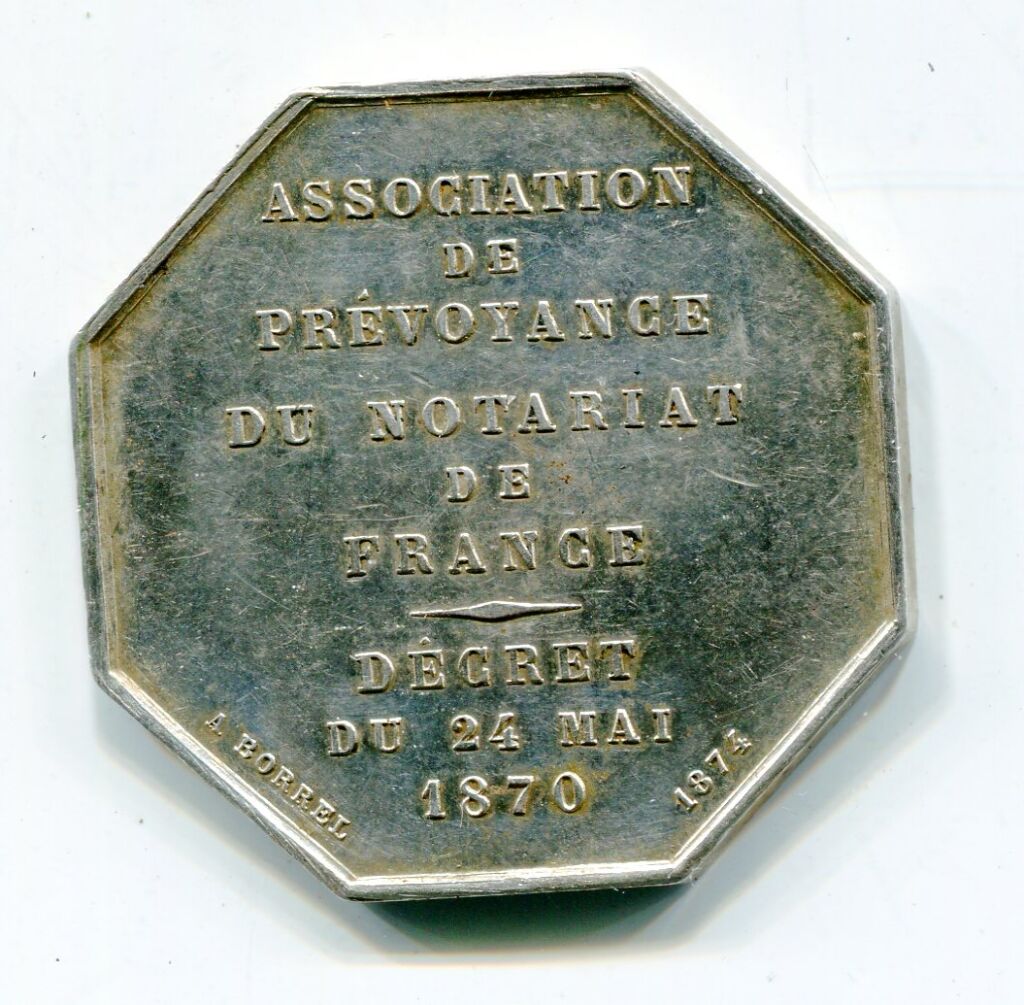 ASSOCIATION
DE
PRÉVOYANCE
DU NOTARIAT
DE
FRANCE
DÉCRET
DU 24 MAI
1870
A. BORREL
1874